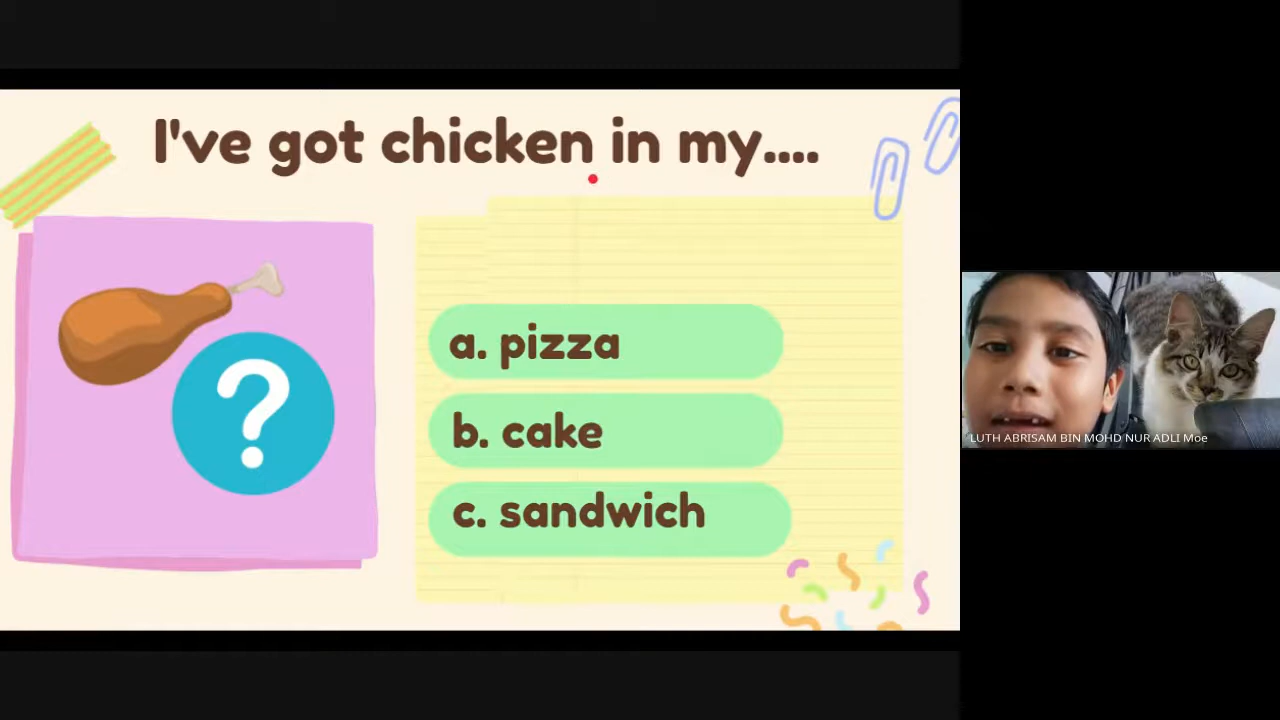 I've got chicken in my....
?
a. pizza
b. cake
c. sandwich
LUTH ABRISAM BIN MOHD NUR ADLI Moe